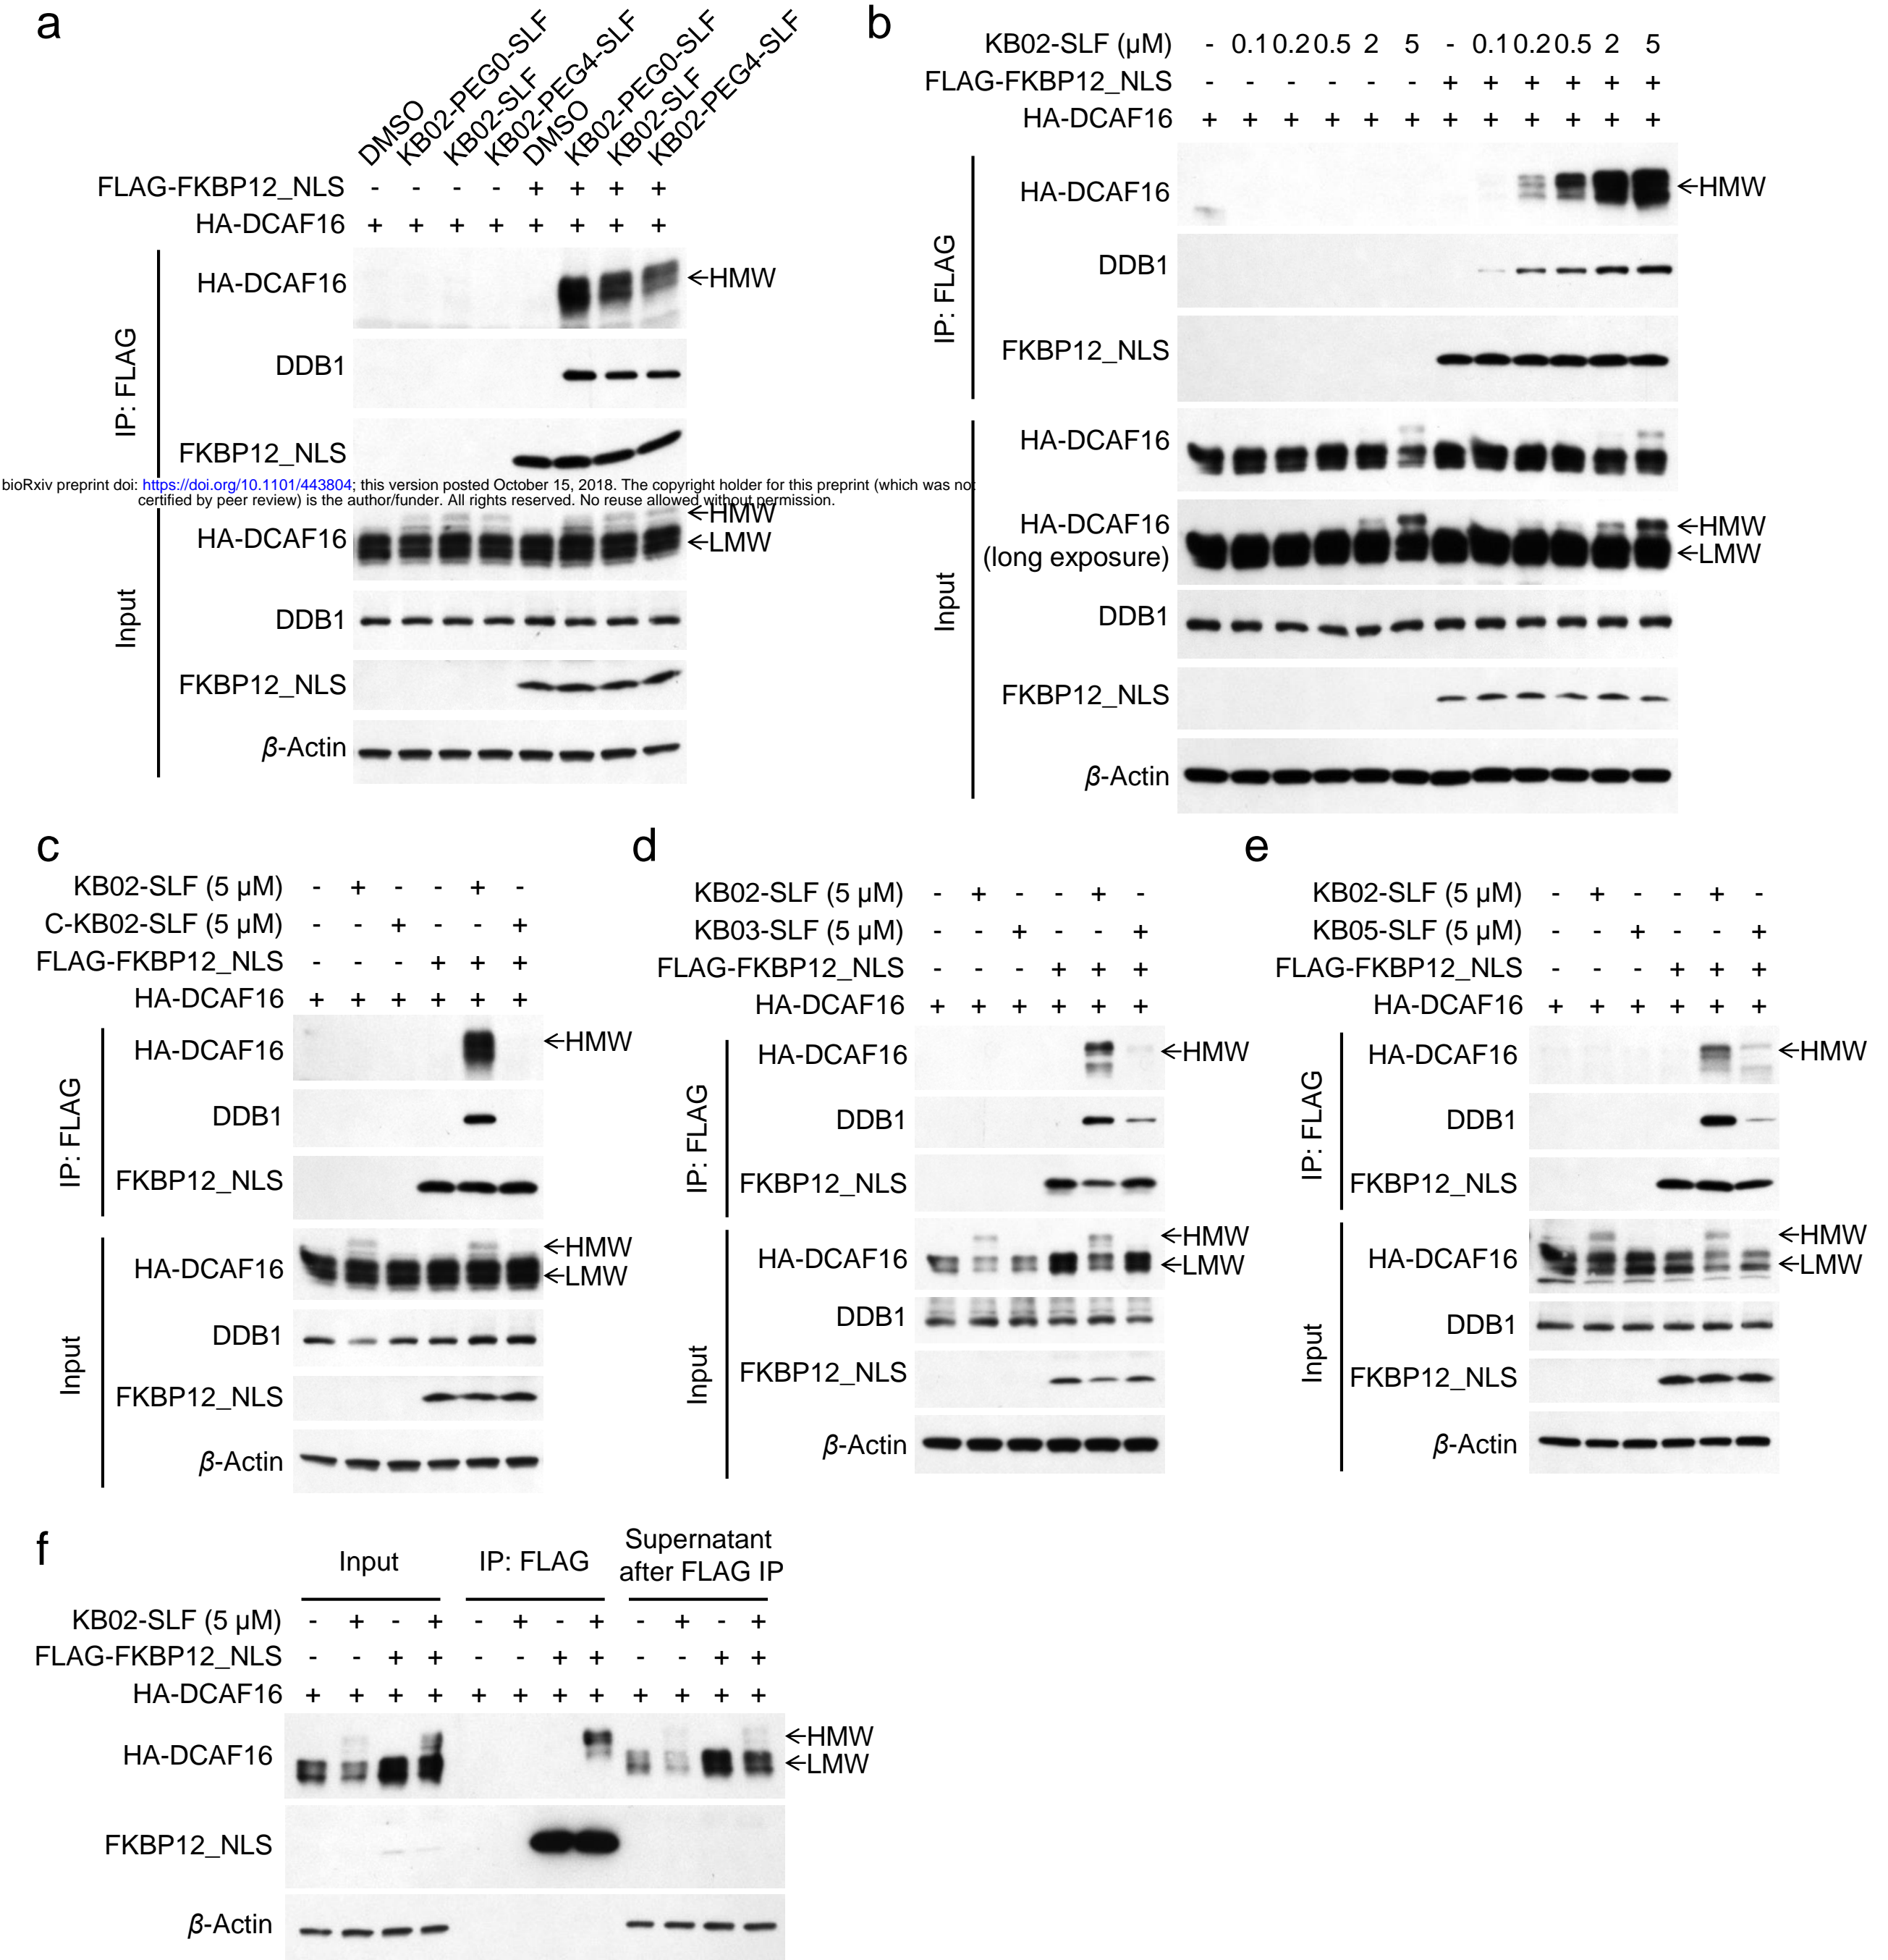 a
DMSO
KB02-PEG0-SLF
KB02-SLF
KB02-PEG4-SLF
DMSO
KB02-PEG0-SLF
KB02-SLF
KB02-PEG4-SLF
FLAG-FKBP12_NLS - - - - + + + +
HA-DCAF16 + + + + + + + +
IP: FLAG
HA-DCAF16 ←HMW
DDB1
FKBP12_NLS
bioRxiv preprint doi: https://doi.org/10.1101/443804; this version posted October 15, 2018. The copyright holder for this preprint (which was not
certified by peer review) is the author/funder. All rights reserved. No reuse allowed without permission.
Input
←HMW
HA-DCAF16 ←LMW
DDB1
FKBP12_NLS
β-Actin
b
KB02-SLF (µM) - 0.1 0.2 0.5 2 5 - 0.1 0.2 0.5 2 5
FLAG-FKBP12_NLS - - - - - - + + + + + +
HA-DCAF16 + + + + + + + + + + + +
IP: FLAG
HA-DCAF16 ←HMW
DDB1
FKBP12_NLS
Input
HA-DCAF16
HA-DCAF16 ←HMW
(long exposure) ←LMW
DDB1
FKBP12_NLS
β-Actin
c
KB02-SLF (5 µM) - + - - + -
C-KB02-SLF (5 µM) - - + - - +
FLAG-FKBP12_NLS - - - + + +
HA-DCAF16 + + + + + +
IP: FLAG
HA-DCAF16 ←HMW
DDB1
FKBP12_NLS
Input
←HMW
HA-DCAF16 ←LMW
DDB1
FKBP12_NLS
β-Actin
d
KB02-SLF (5 µM) - + - - + -
KB03-SLF (5 µM) - - + - - +
FLAG-FKBP12_NLS - - - + + +
HA-DCAF16 + + + + + +
IP: FLAG
HA-DCAF16 ←HMW
DDB1
FKBP12_NLS
Input
←HMW
HA-DCAF16 ←LMW
DDB1
FKBP12_NLS
β-Actin
e
KB02-SLF (5 µM) - + - - + -
KB05-SLF (5 µM) - - + - - +
FLAG-FKBP12_NLS - - - + + +
HA-DCAF16 + + + + + +
IP: FLAG
HA-DCAF16 ←HMW
DDB1
FKBP12_NLS
Input
←HMW
HA-DCAF16 ←LMW
DDB1
FKBP12_NLS
β-Actin
f
Input IP: FLAG Supernatant
after FLAG IP
KB02-SLF (5 µM) - + - + - + - + - + - +
FLAG-FKBP12_NLS - - + + - - + + - - + +
HA-DCAF16 + + + + + + + + + + + +
←HMW
HA-DCAF16 ←LMW
FKBP12_NLS
β-Actin